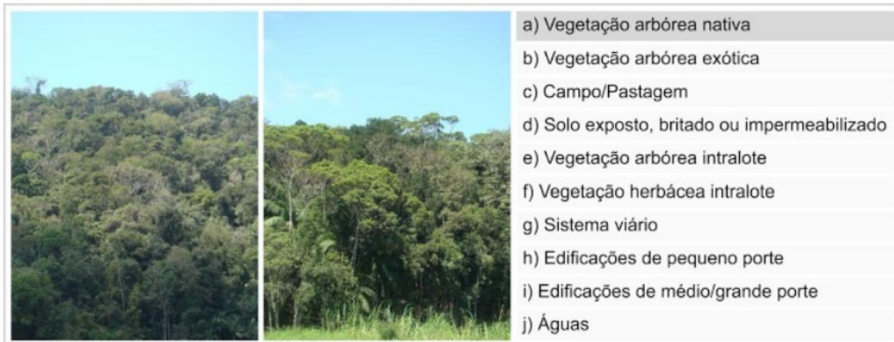 a) Vegetação arbórea nativa
b) Vegetação arbórea exótica
c) Campo/Pastagem
d) Solo exposto, britado ou impermeabilizado
e) Vegetação arbórea intralote
f) Vegetação herbácea intralote
g) Sistema viário
h) Edificações de pequeno porte
i) Edificações de médio/grande porte
j) Águas